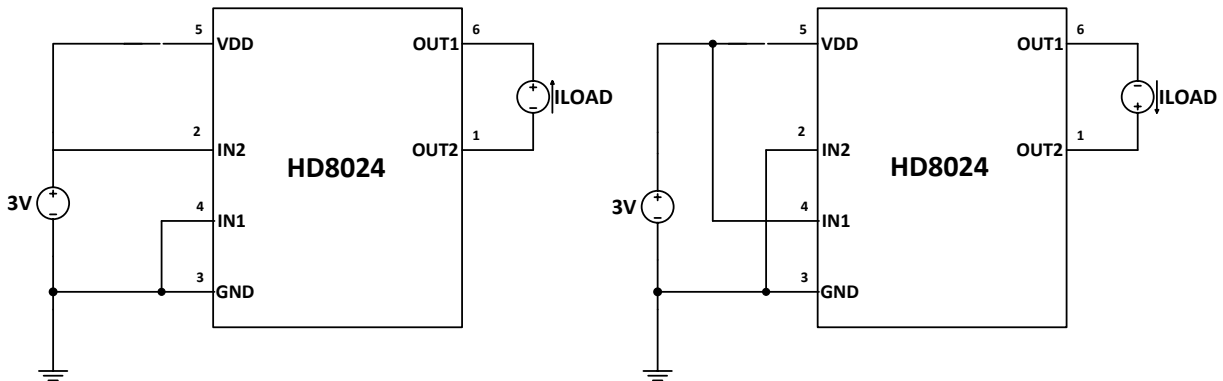 5 VDD
OUT1 6
+
−
ILOAD
2 IN2
OUT2 1
HD8024
3V
+
−
4 IN1
3 GND
5 VDD
OUT1 6
−
+
ILOAD
2 IN2
OUT2 1
HD8024
3V
+
−
4 IN1
3 GND